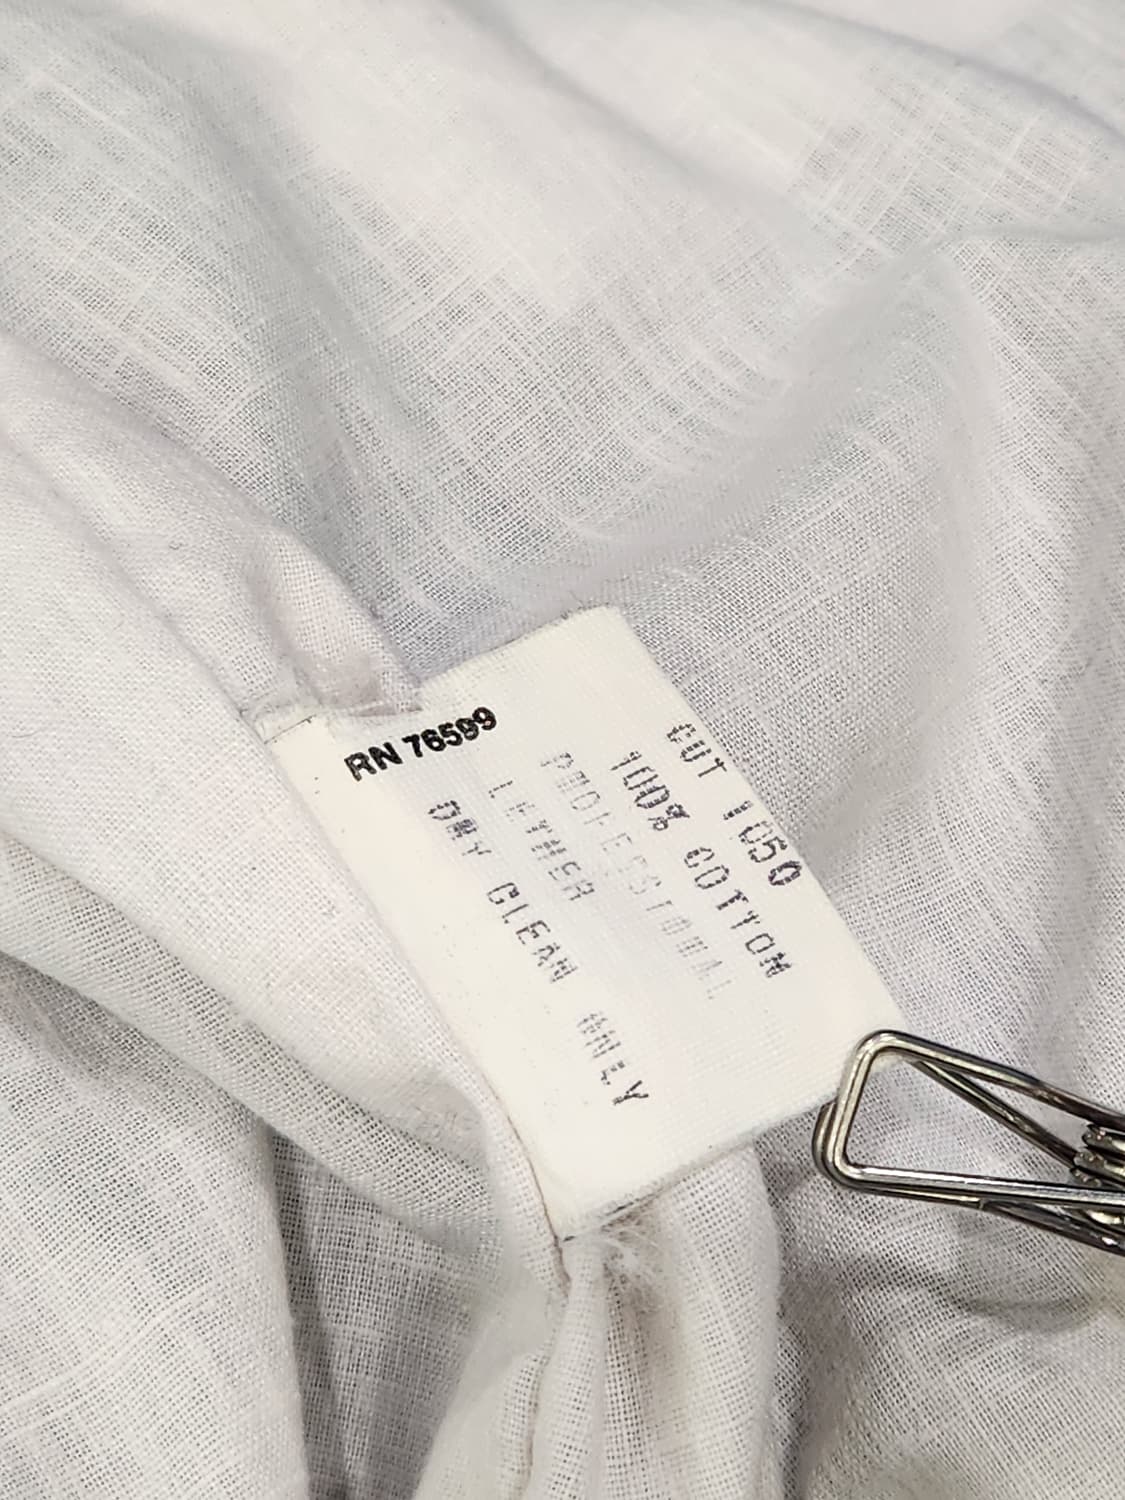 RN 76599
CUT 1050
100% COTTON
PROFESSIONAL
LEATHER
DRY CLEAN ONLY